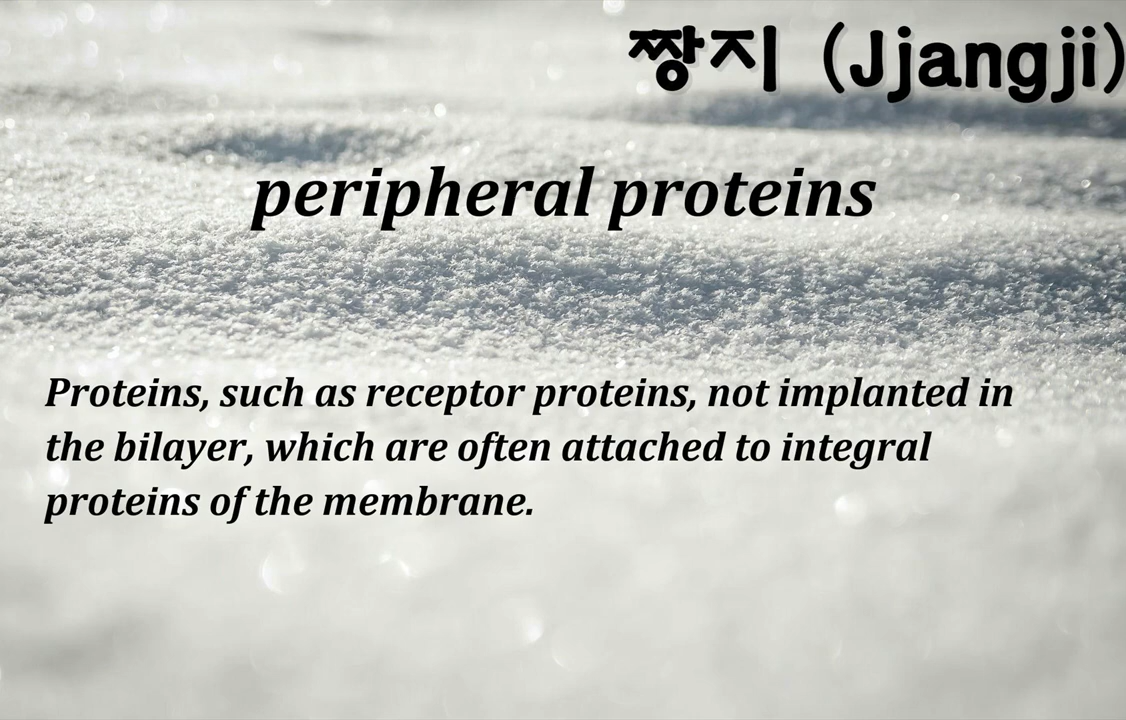 짱지 (Jjangji)
peripheral proteins
Proteins, such as receptor proteins, not implanted in
the bilayer, which are often attached to integral
proteins of the membrane.